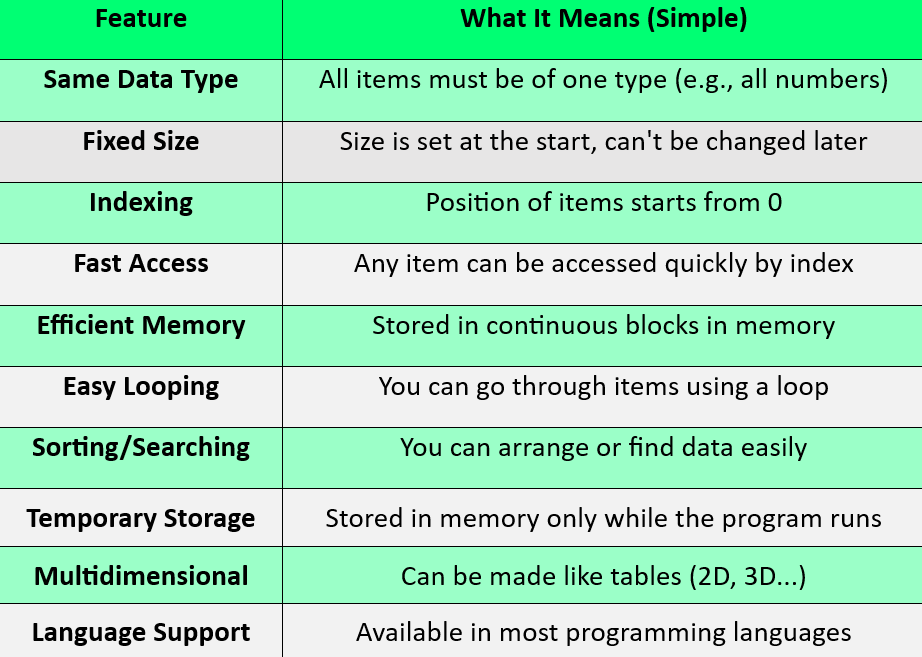 Feature What It Means (Simple)
Same Data Type All items must be of one type (e.g., all numbers)
Fixed Size Size is set at the start, can't be changed later
Indexing Position of items starts from 0
Fast Access Any item can be accessed quickly by index
Efficient Memory Stored in continuous blocks in memory
Easy Looping You can go through items using a loop
Sorting/Searching You can arrange or find data easily
Temporary Storage Stored in memory only while the program runs
Multidimensional Can be made like tables (2D, 3D...)
Language Support Available in most programming languages